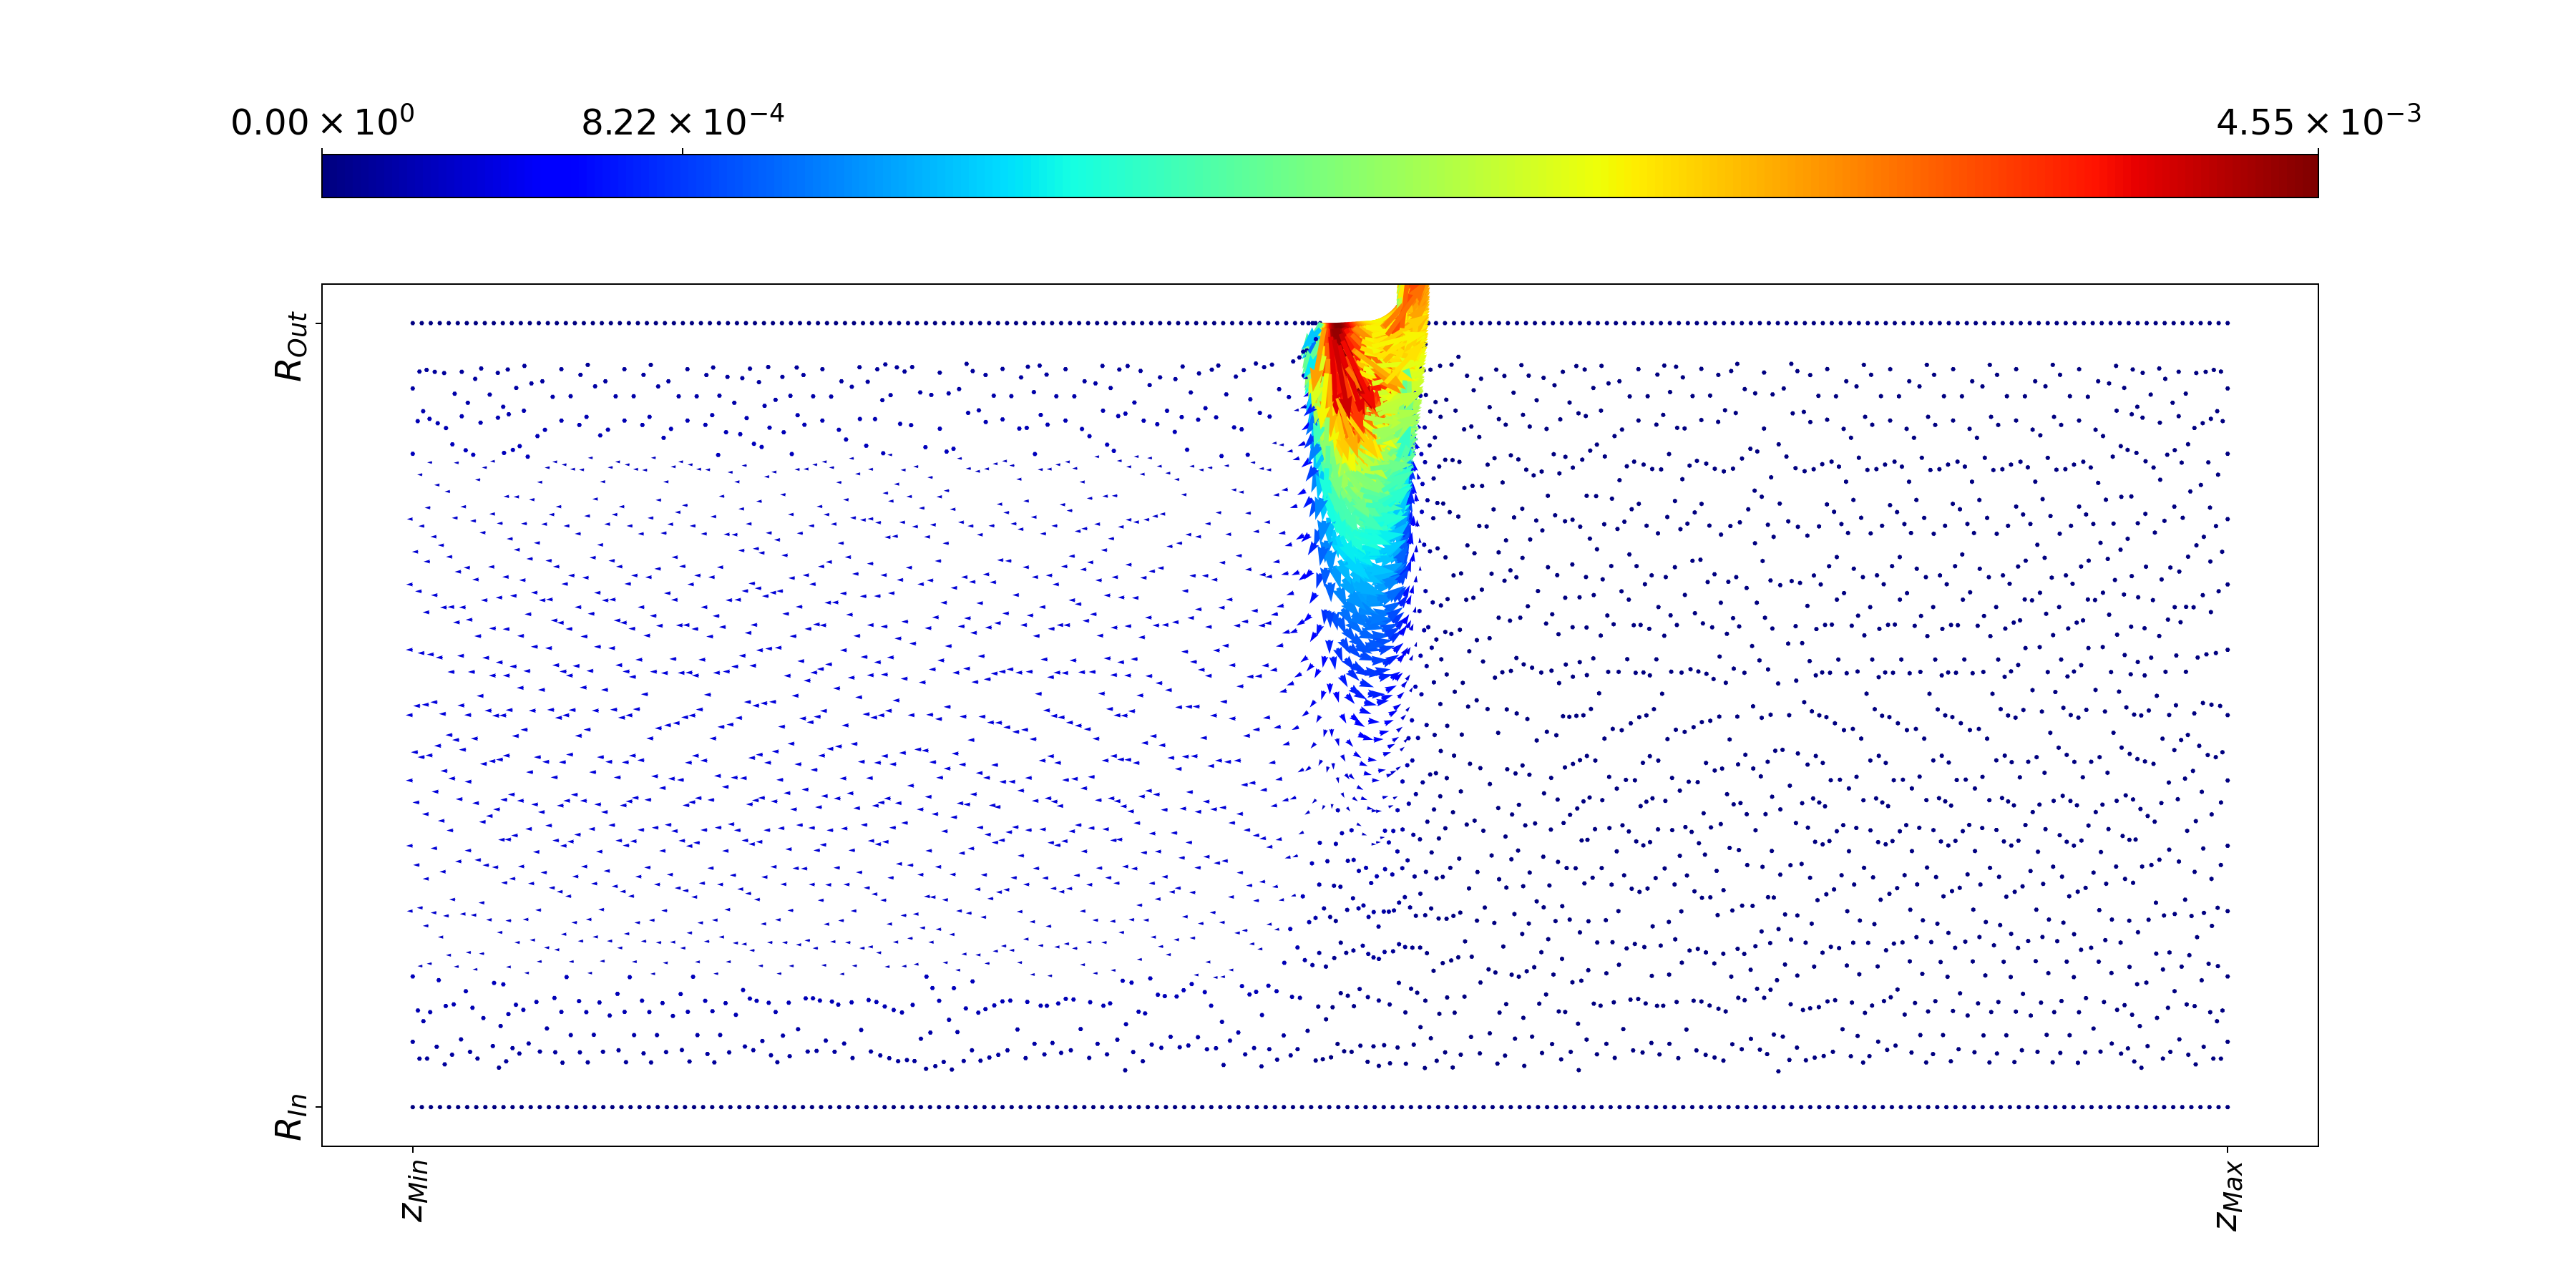 0.00 × 10⁰ 8.22 × 10⁻⁴ 4.55 × 10⁻³
R_Out
R_In
z_Min z_Max